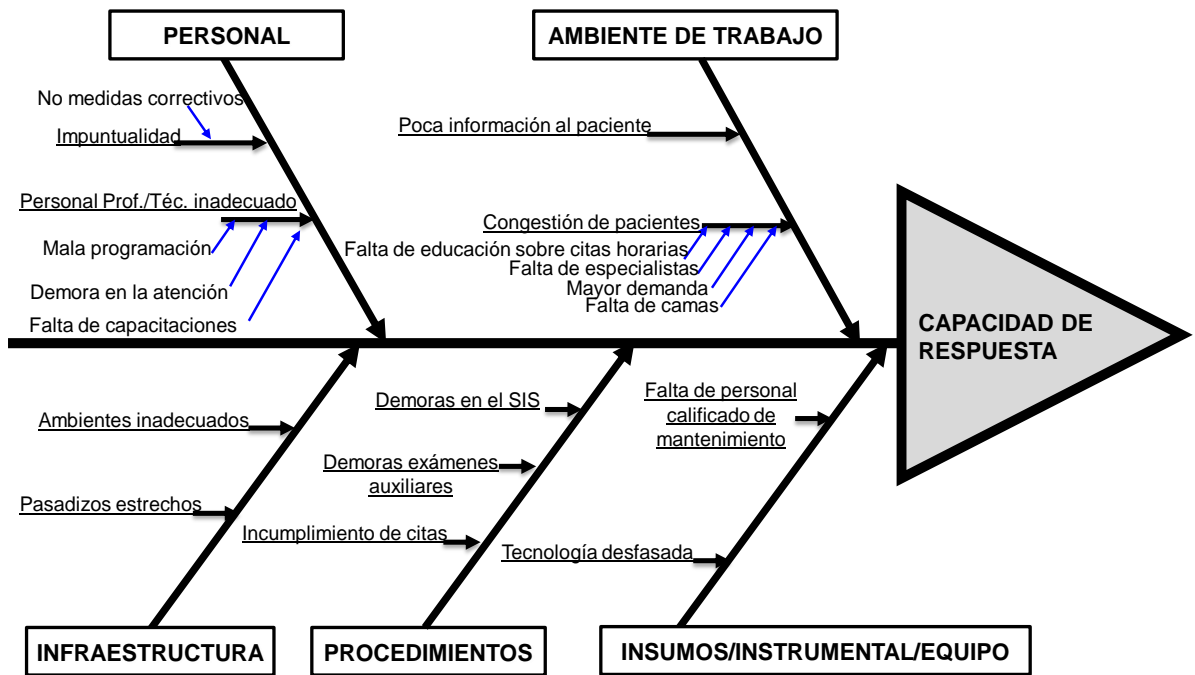 PERSONAL
AMBIENTE DE TRABAJO
No medidas correctivos
Impuntualidad
Poca información al paciente
Personal Prof./Téc. inadecuado
Mala programación
Demora en la atención
Falta de capacitaciones
Congestión de pacientes
Falta de educación sobre citas horarias
Falta de especialistas
Mayor demanda
Falta de camas
CAPACIDAD DE
RESPUESTA
Ambientes inadecuados
Pasadizos estrechos
Demoras en el SIS
Demoras exámenes
auxiliares
Incumplimiento de citas
Falta de personal
calificado de
mantenimiento
Tecnología desfasada
INFRAESTRUCTURA
PROCEDIMIENTOS
INSUMOS/INSTRUMENTAL/EQUIPO